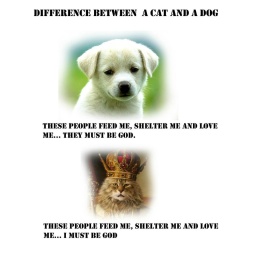 DIFFERENCE BETWEEN A CAT AND A DOG
THESE PEOPLE FEED ME, SHELTER ME AND LOVE
ME... THEY MUST BE GOD.
THESE PEOPLE FEED ME, SHELTER ME AND LOVE
ME... I MUST BE GOD